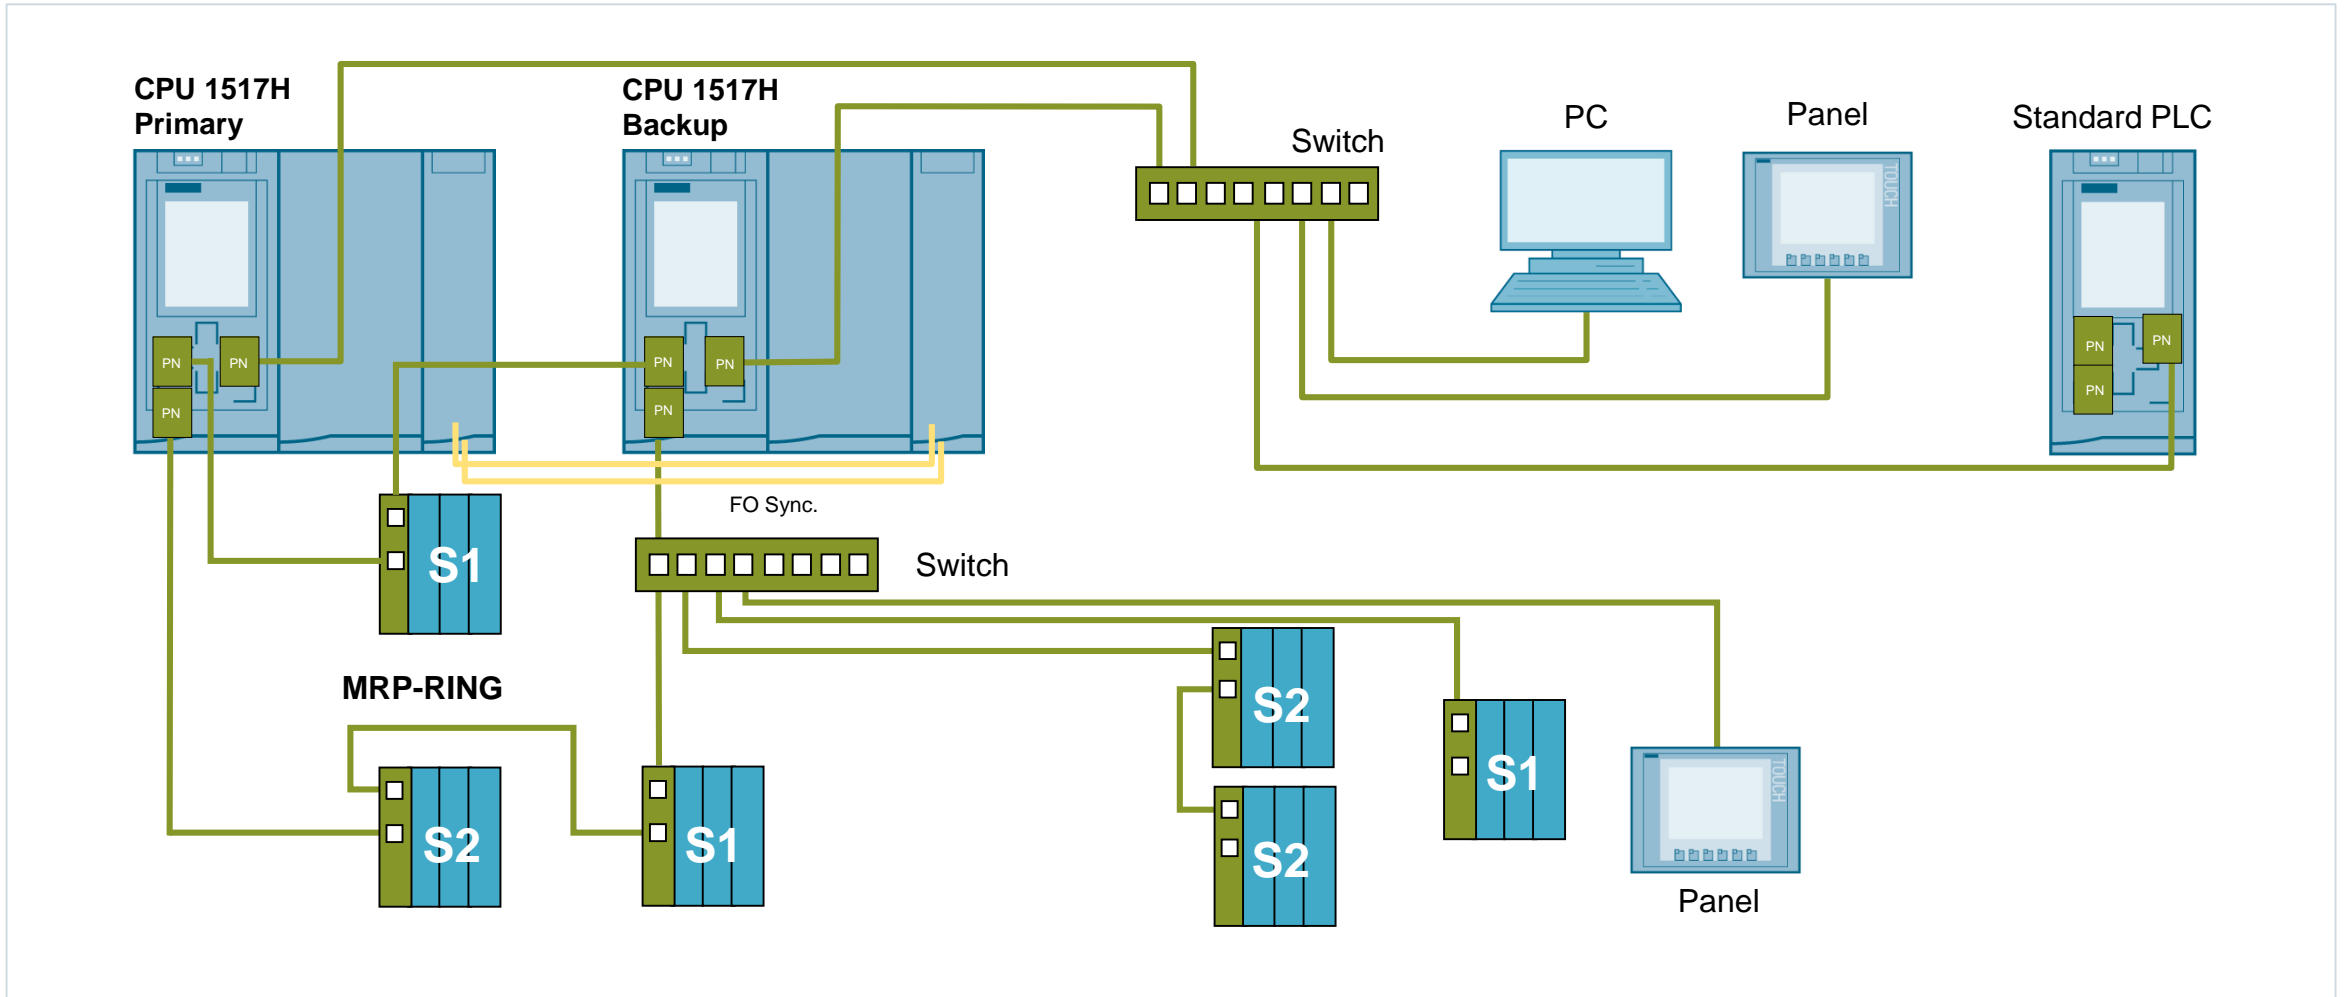 CPU 1517H
Primary
CPU 1517H
Backup
Switch
PC
Panel
Standard PLC
TOUCH
PN
PN
PN
PN
PN
PN
PN
PN
PN
FO Sync.
S1
Switch
MRP-RING
S2
S1
S2
S2
S1
TOUCH
Panel